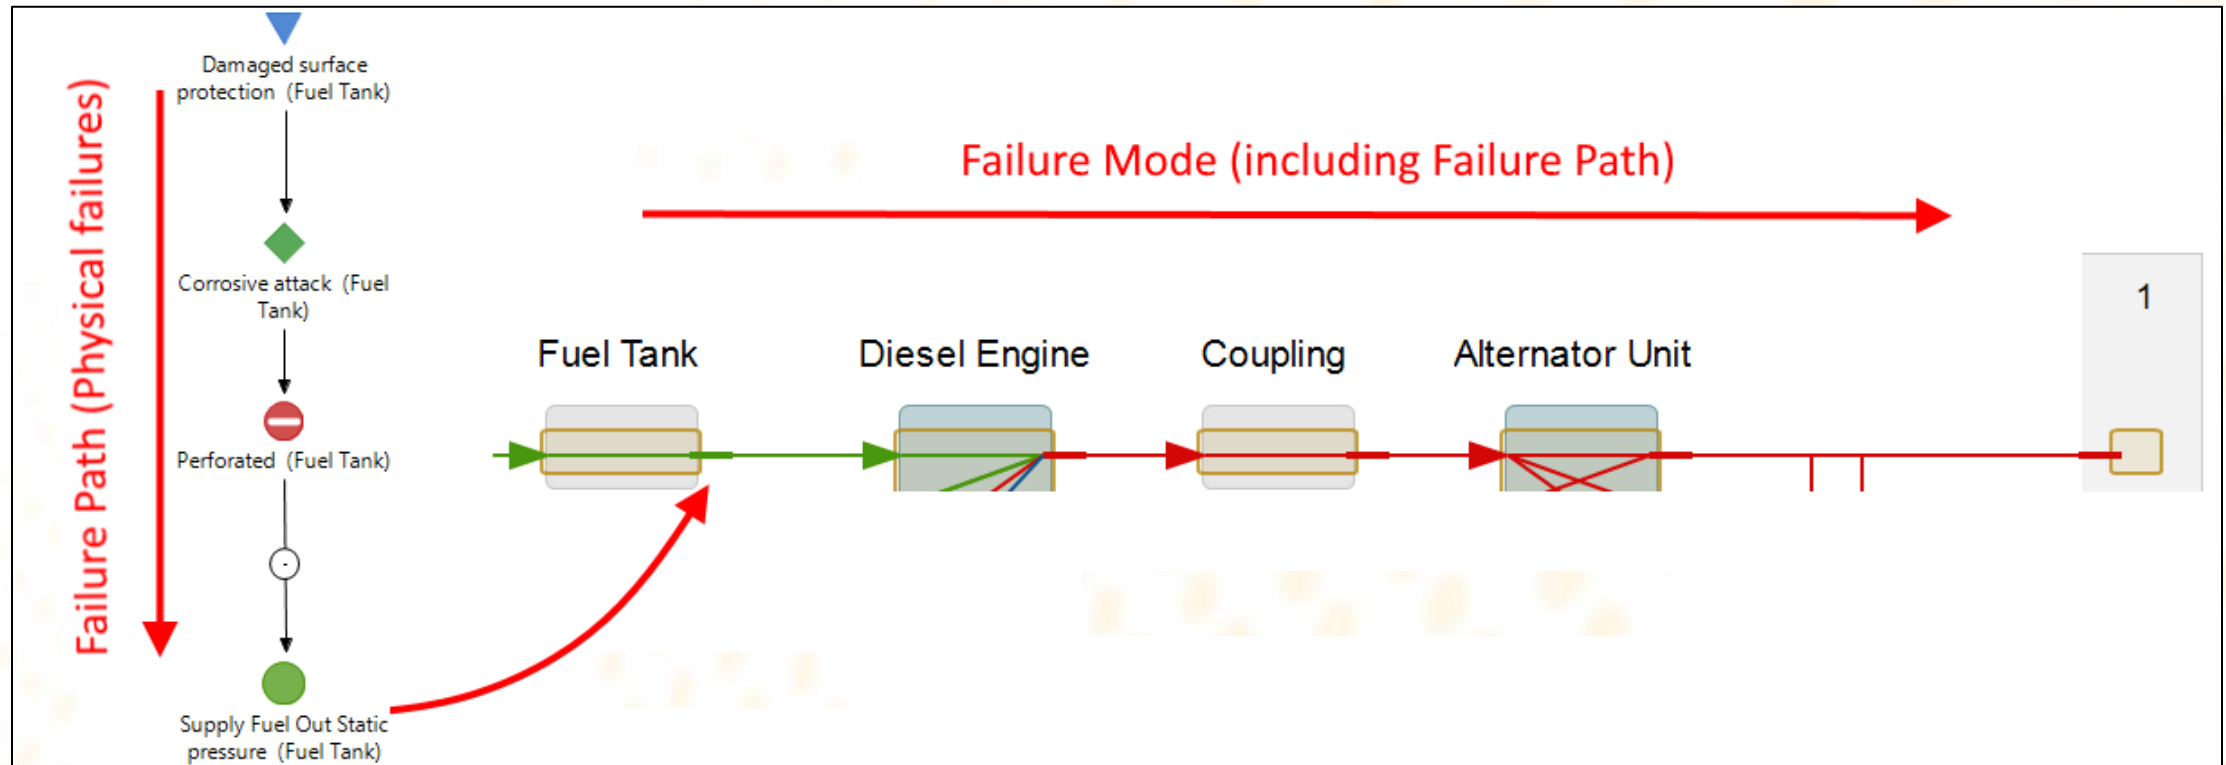 Failure Path (Physical failures)
Damaged surface
protection  (Fuel Tank)
Corrosive attack  (Fuel
Tank)
Perforated  (Fuel Tank)
-
Supply Fuel Out Static
pressure  (Fuel Tank)
Failure Mode (including Failure Path)
Fuel Tank
Diesel Engine
Coupling
Alternator Unit
1